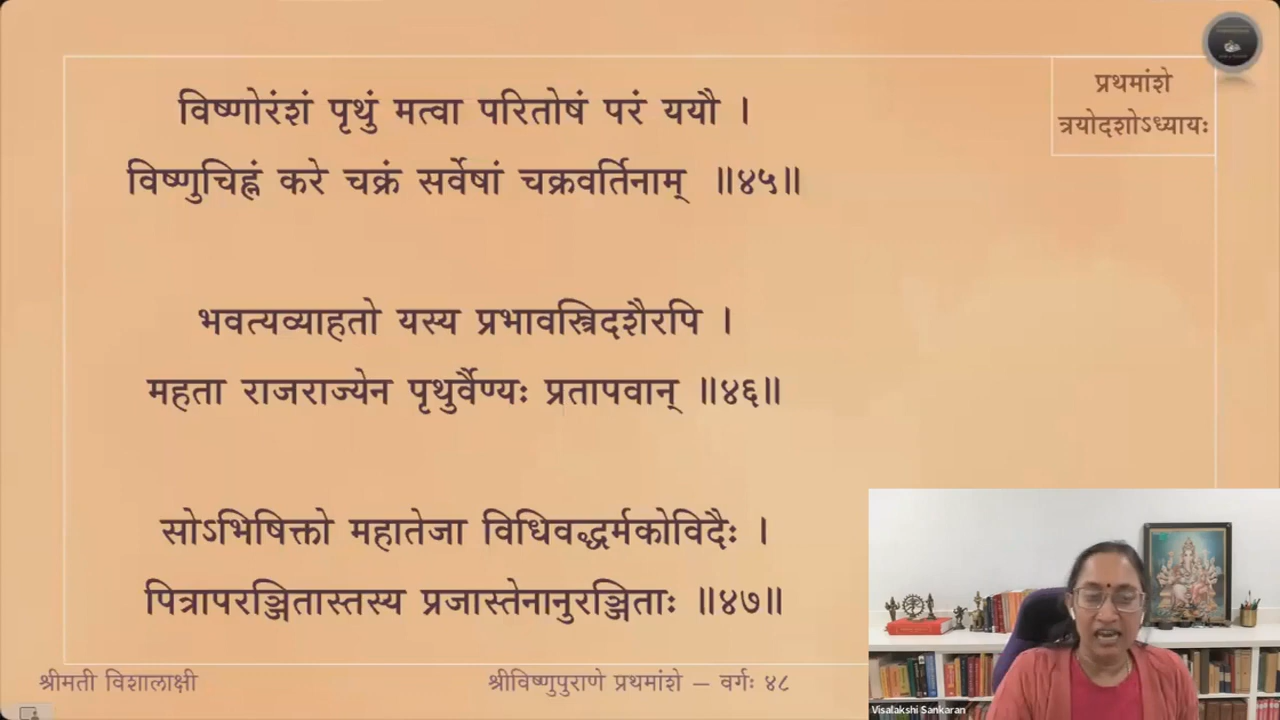 प्रथमांशे
त्रयोदशोऽध्यायः
विष्णोरंशं पृथुं मत्वा परितोषं परं ययौ ।
विष्णुचिह्नं करे चक्रं सर्वेषां चक्रवर्तिनाम् ॥४५॥
भवत्यव्याहतो यस्य प्रभावस्त्रिदशैरपि ।
महता राजराज्येन पृथुर्वैण्यः प्रतापवान् ॥४६॥
सोऽभिषिक्तो महातेजा विधिवद्धर्मकोविदैः ।
पित्रापरञ्जितास्तस्य प्रजास्तेनानुरञ्जिताः ॥४७॥
श्रीमती विशालाक्षी
श्रीविष्णुपुराणे प्रथमांशे – वर्गः ४८
Visalakshi Sankaran